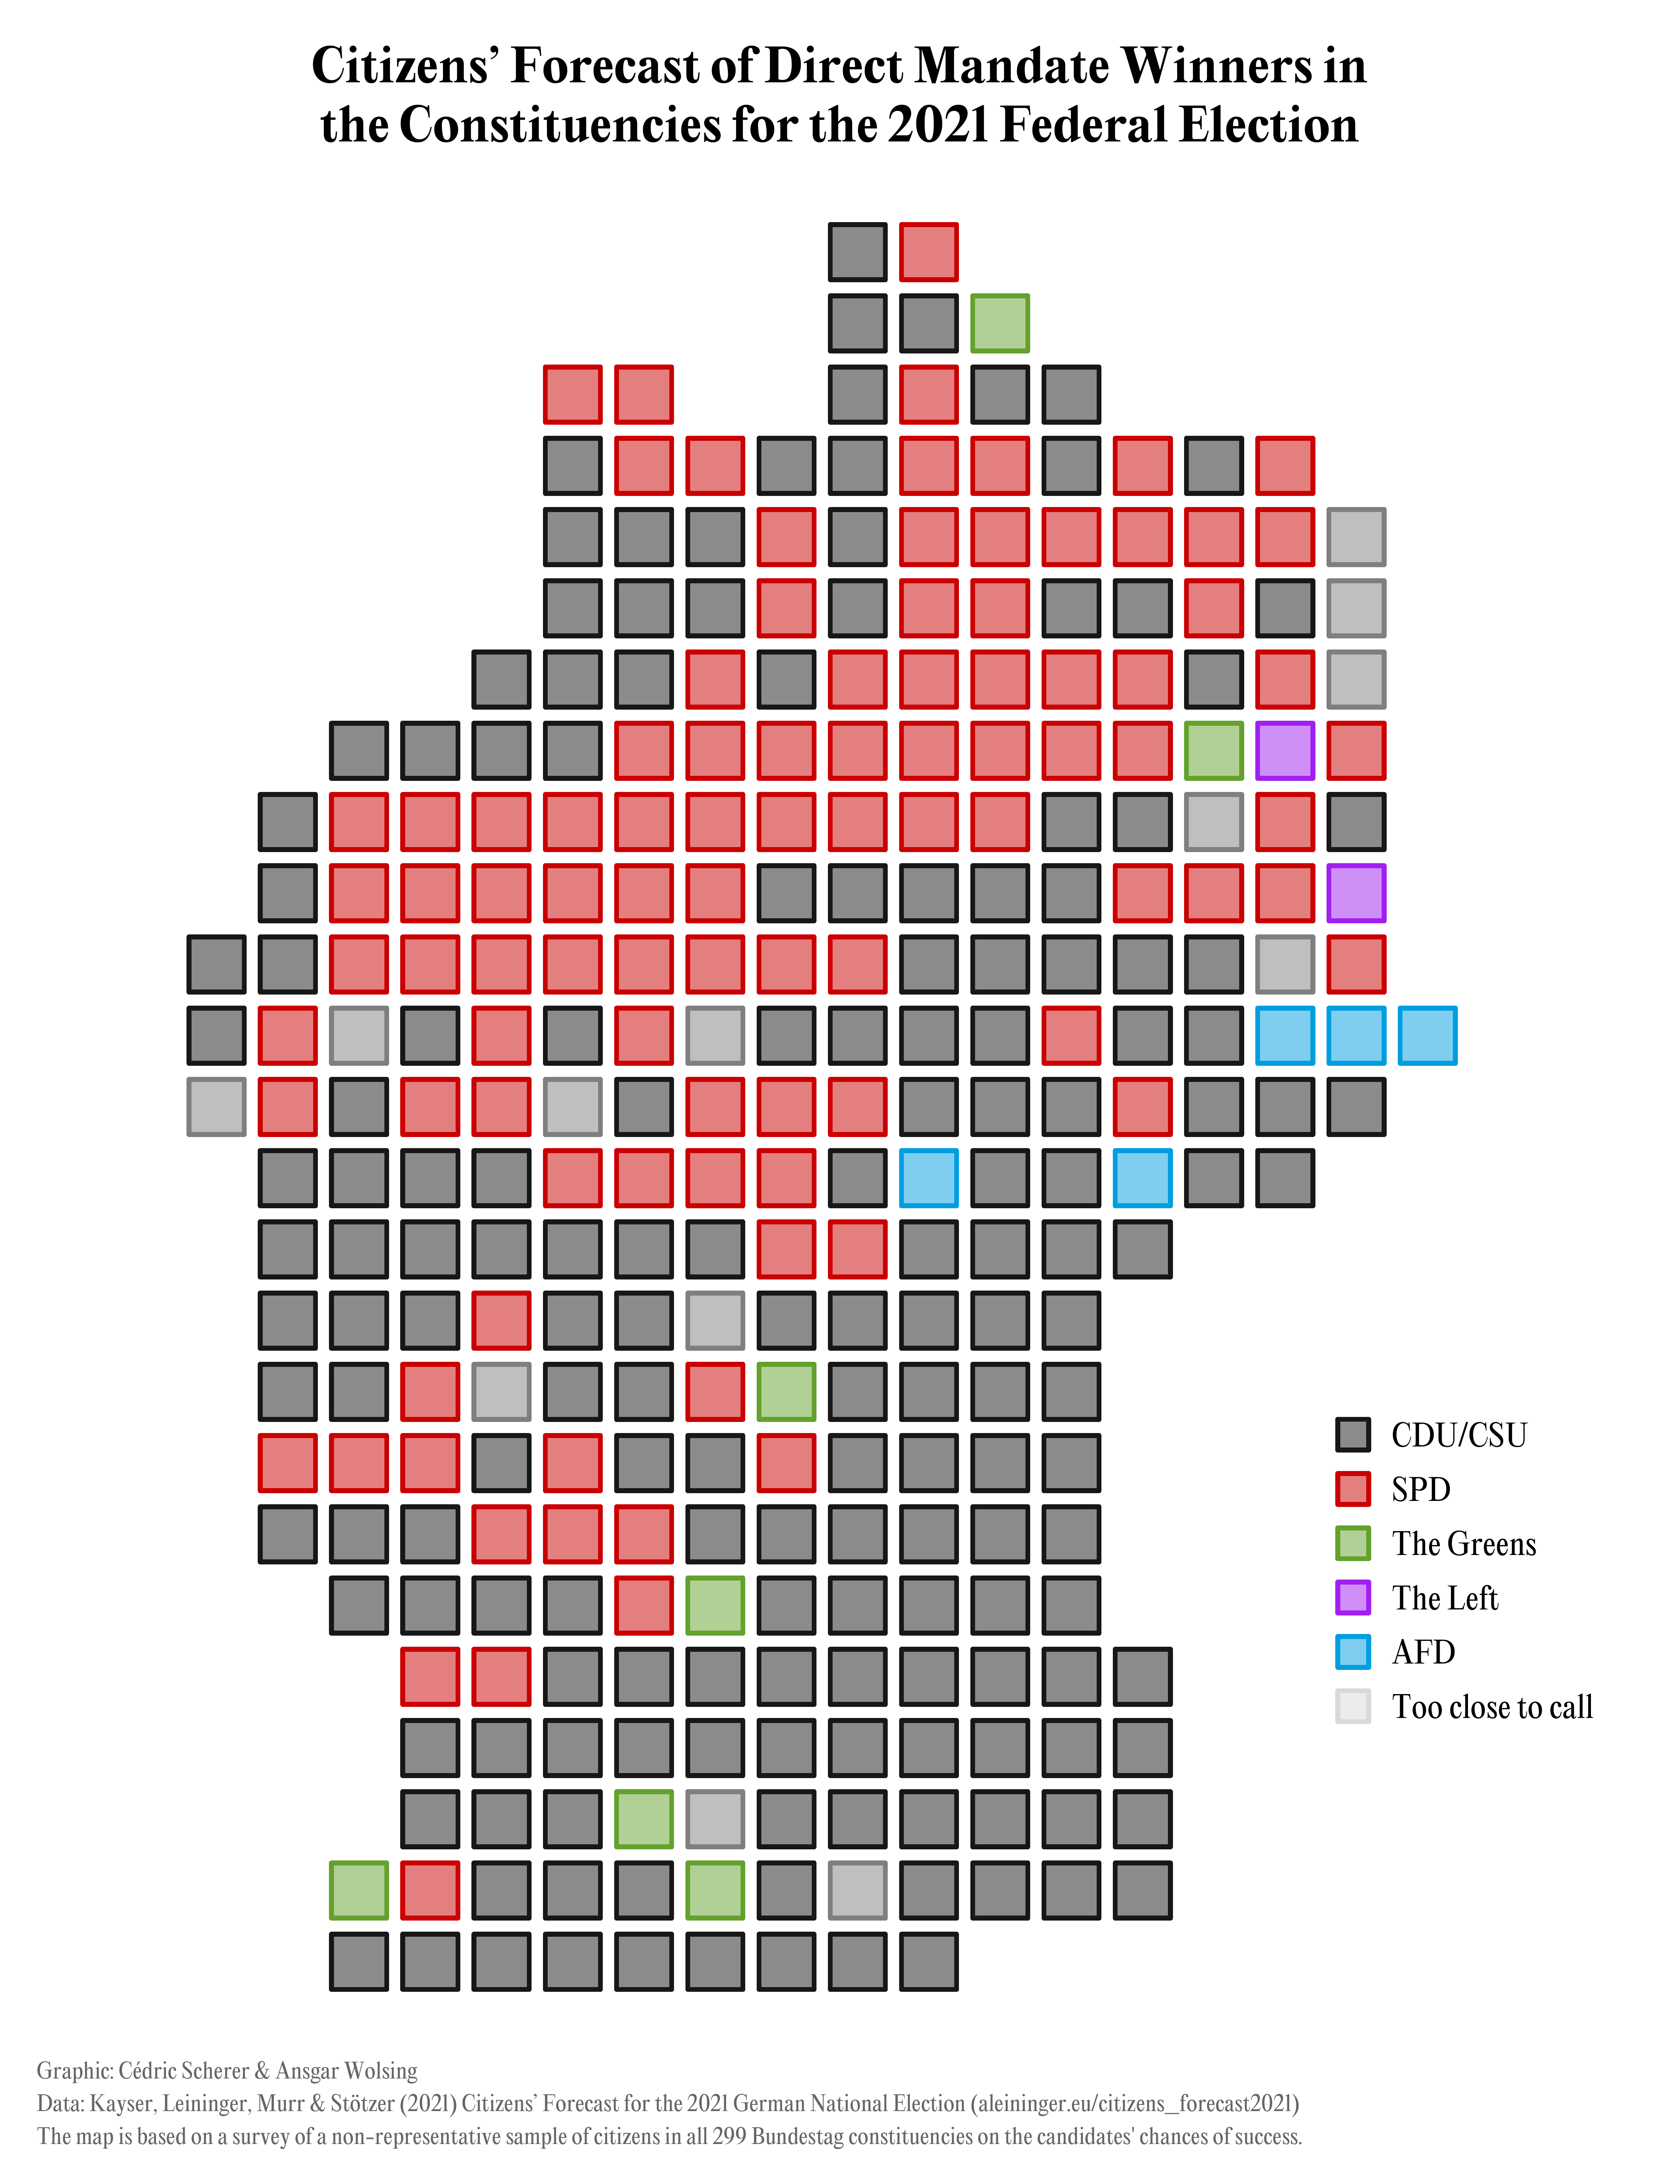 Citizens’ Forecast of Direct Mandate Winners in
the Constituencies for the 2021 Federal Election
CDU/CSU
SPD
The Greens
The Left
AFD
Too close to call
Graphic: Cédric Scherer & Ansgar Wolsing
Data: Kayser, Leininger, Murr & Stötzer (2021) Citizens’ Forecast for the 2021 German National Election (aleininger.eu/citizens_forecast2021)
The map is based on a survey of a non-representative sample of citizens in all 299 Bundestag constituencies on the candidates' chances of success.